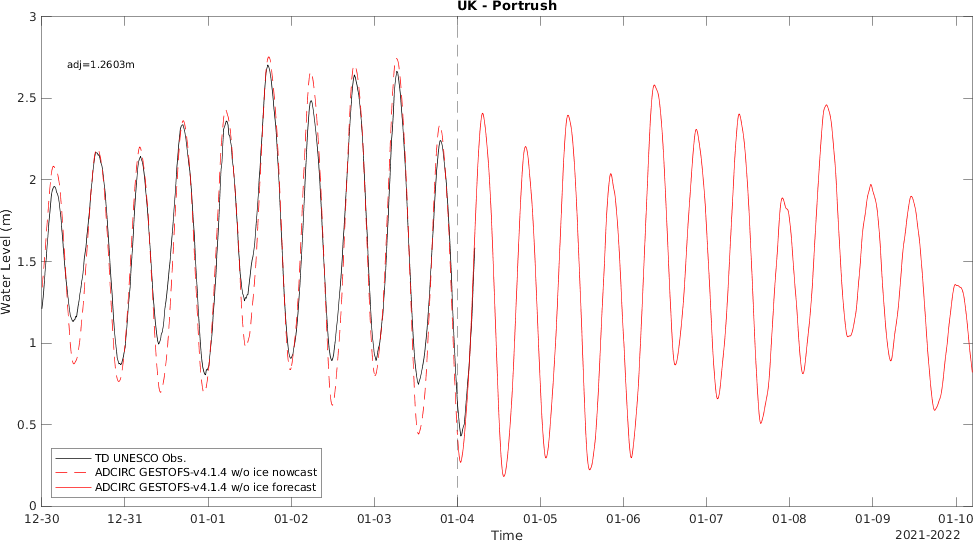 UK - Portrush
adj=1.2603m
Water Level (m)
3
2.5
2
1.5
1
0.5
0
TD UNESCO Obs.
ADCIRC GESTOFS-v4.1.4 w/o ice nowcast
ADCIRC GESTOFS-v4.1.4 w/o ice forecast
12-30 12-31 01-01 01-02 01-03 01-04 01-05 01-06 01-07 01-08 01-09 01-10
Time
2021-2022